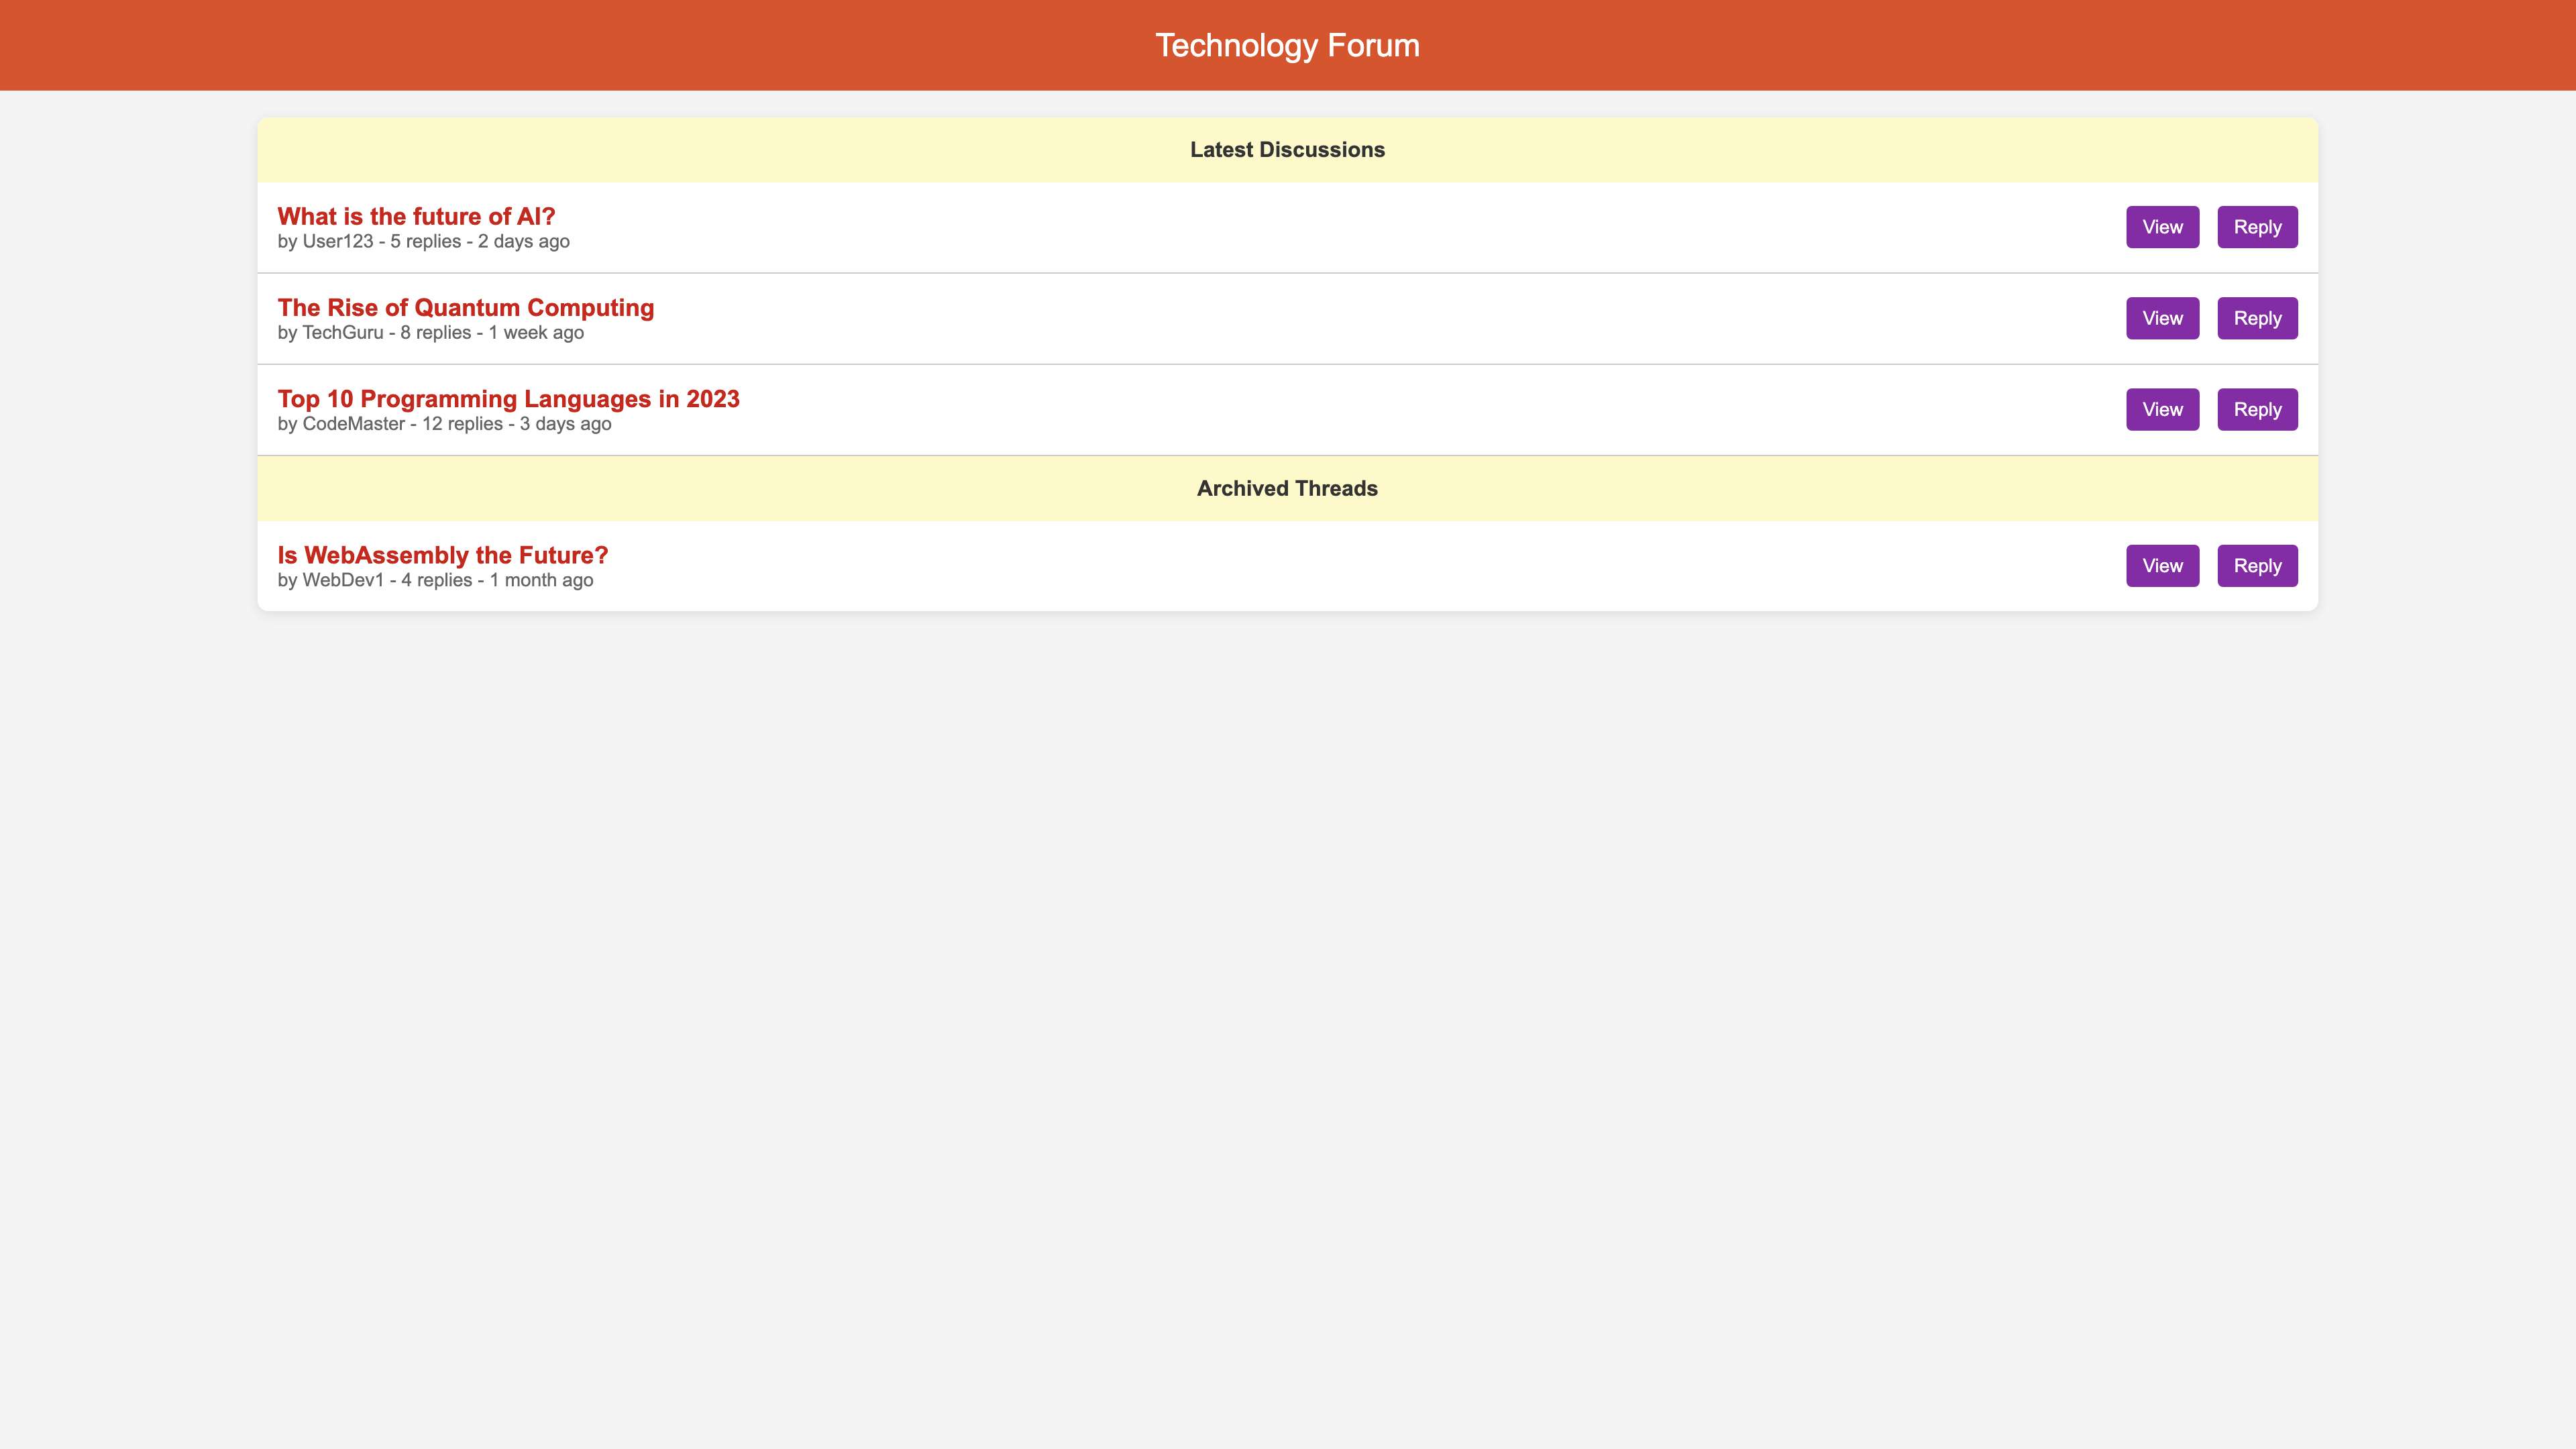 Technology Forum
Latest Discussions
What is the future of AI?
by User123 - 5 replies - 2 days ago
View Reply
The Rise of Quantum Computing
by TechGuru - 8 replies - 1 week ago
View Reply
Top 10 Programming Languages in 2023
by CodeMaster - 12 replies - 3 days ago
View Reply
Archived Threads
Is WebAssembly the Future?
by WebDev1 - 4 replies - 1 month ago
View Reply